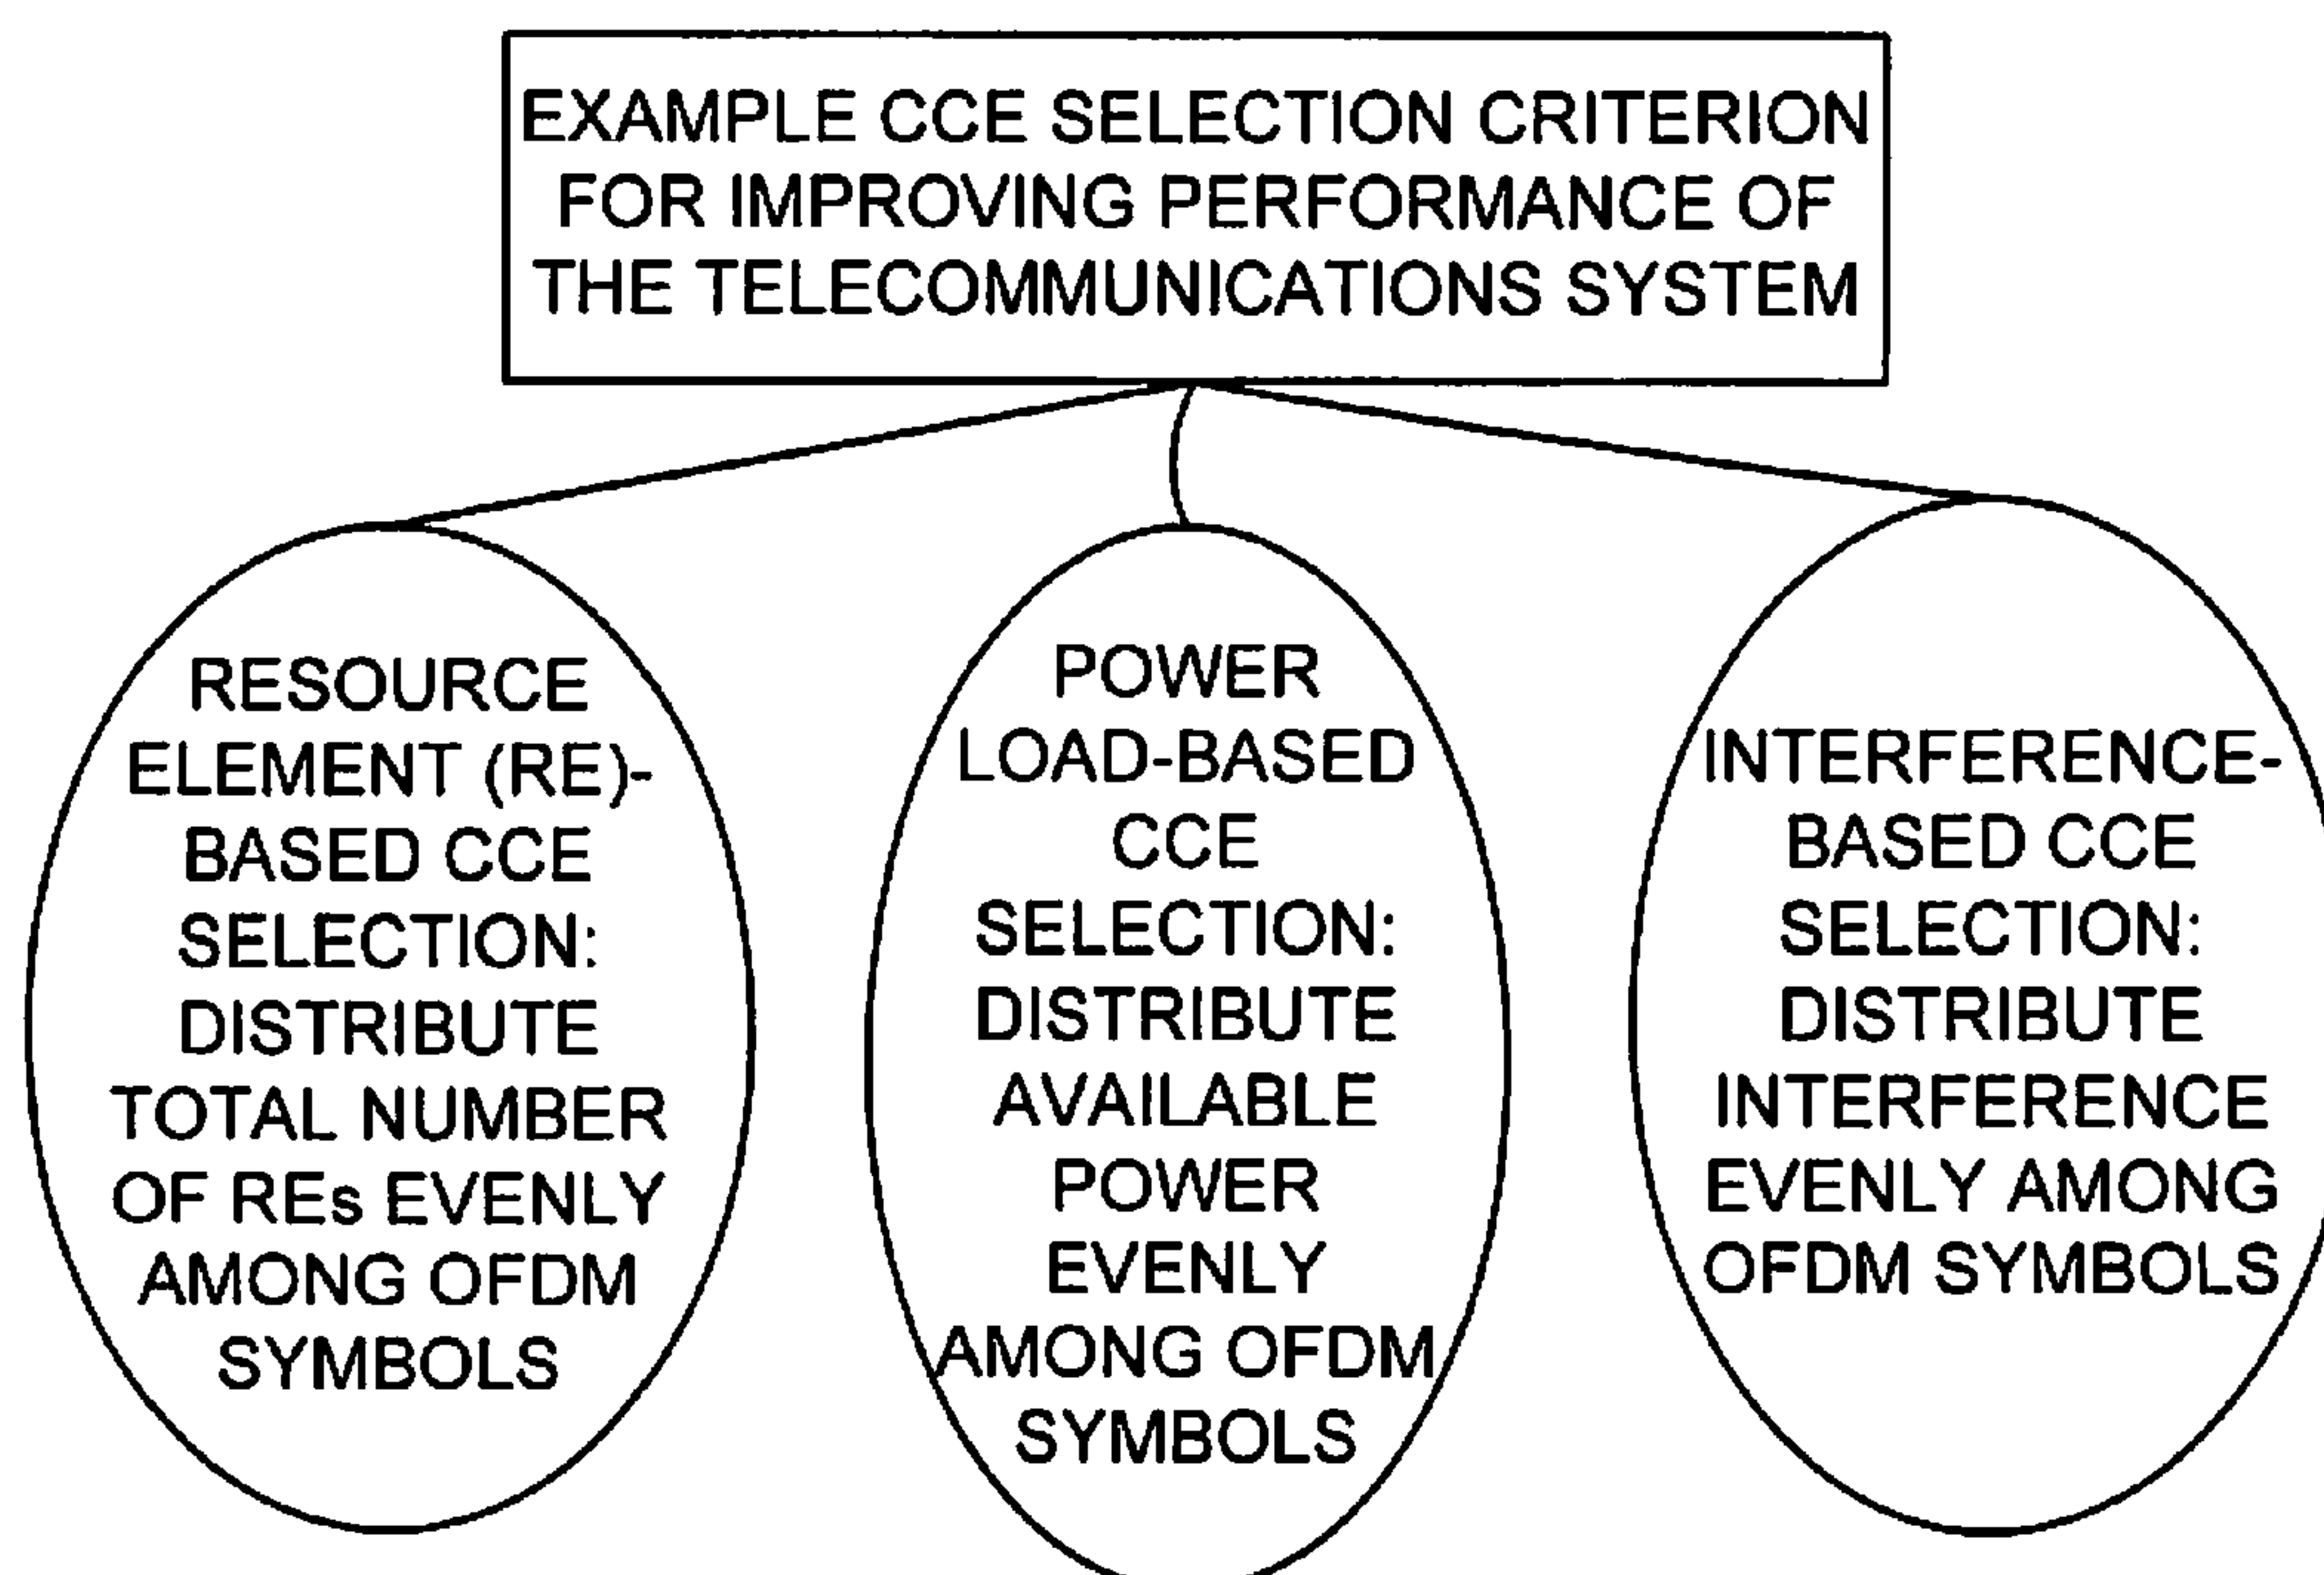 EXAMPLE CCE SELECTION CRITERION
FOR IMPROVING PERFORMANCE OF
THE TELECOMMUNICATIONS SYSTEM
RESOURCE
ELEMENT (RE)-
BASED CCE
SELECTION:
DISTRIBUTE
TOTAL NUMBER
OF REs EVENLY
AMONG OFDM
SYMBOLS
POWER
LOAD-BASED
CCE
SELECTION:
DISTRIBUTE
AVAILABLE
POWER
EVENLY
AMONG OFDM
SYMBOLS
INTERFERENCE-
BASED CCE
SELECTION:
DISTRIBUTE
INTERFERENCE
EVENLY AMONG
OFDM SYMBOLS